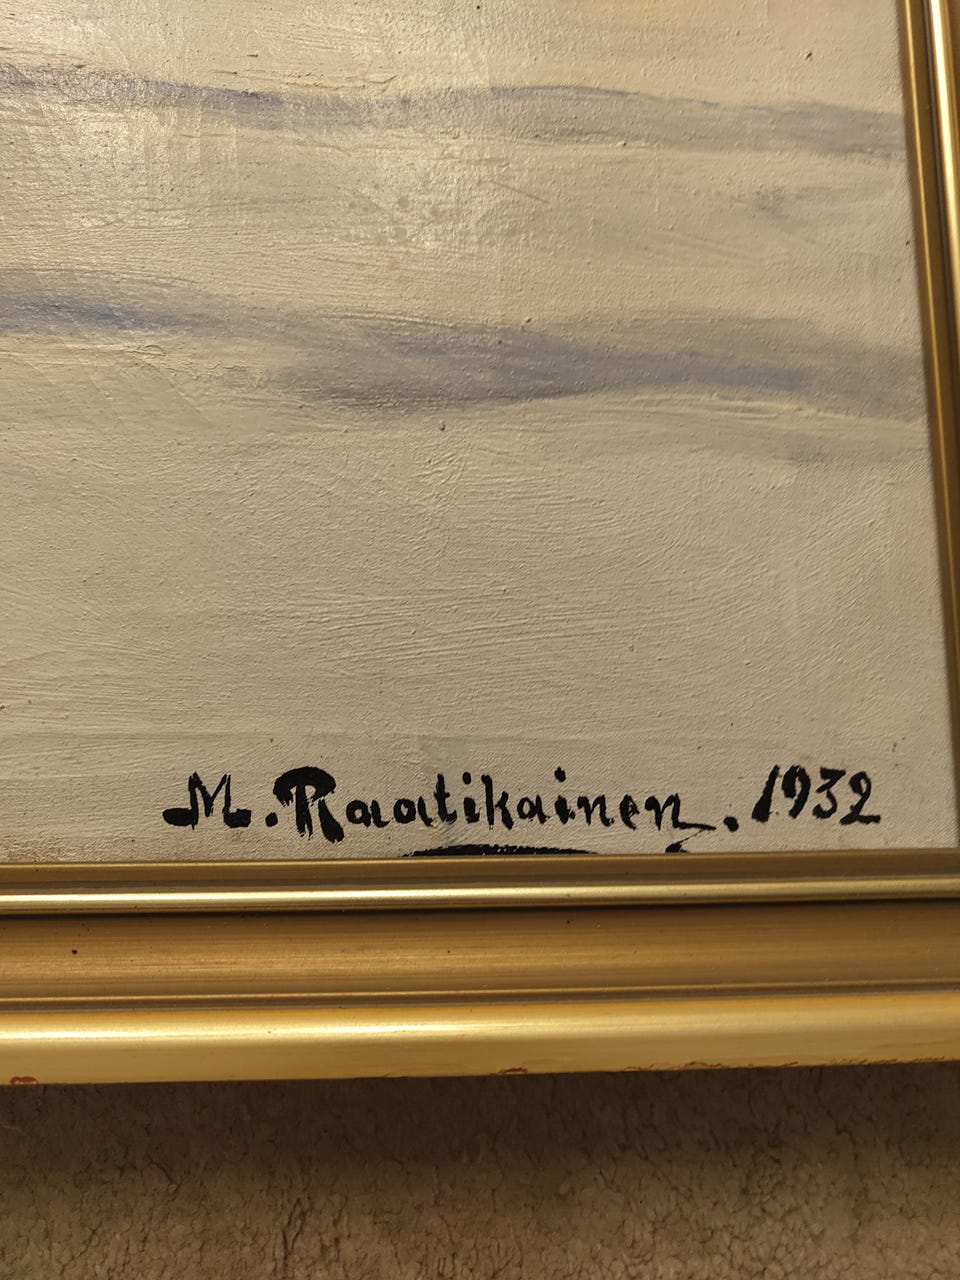 M. Raatikainen. 1932